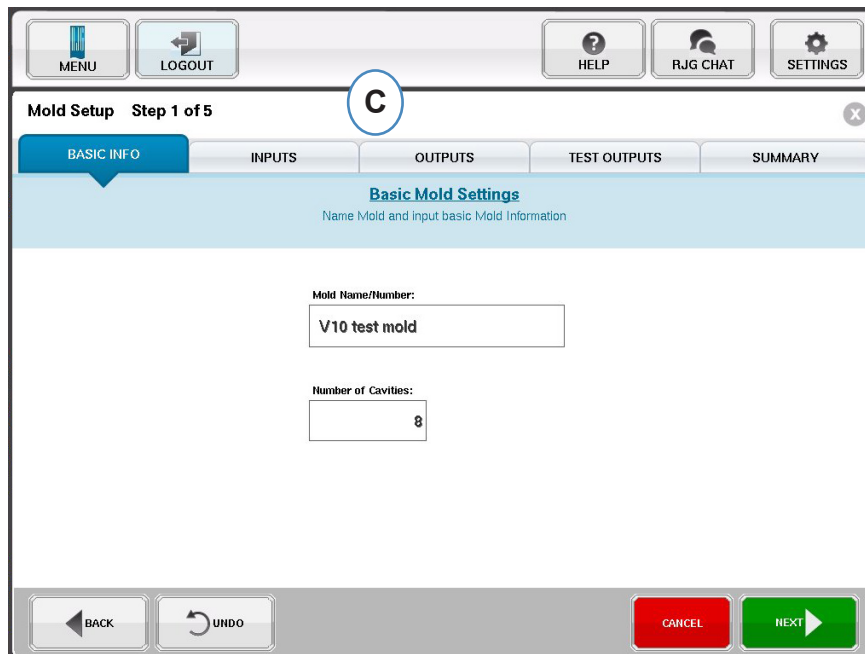 MENU LOGOUT HELP RJG CHAT SETTINGS
Mold Setup Step 1 of 5 C X
BASIC INFO INPUTS OUTPUTS TEST OUTPUTS SUMMARY
Basic Mold Settings
Name Mold and input basic Mold Information
Mold Name/Number:
V10 test mold
Number of Cavities:
8
BACK UNDO CANCEL NEXT